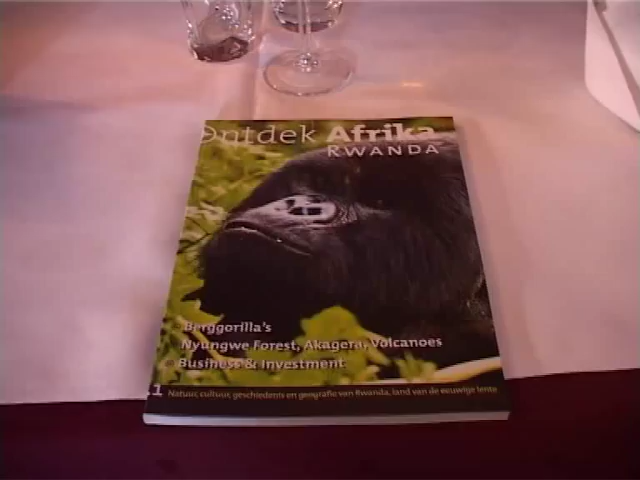 Ontdek Afrika
RWANDA
Berggorilla's
Nyungwe Forest, Akagera, Volcanoes
Business & Investment
1 Natuur, cultuur, geschiedenis en geografie van Rwanda, land van de eeuwige lente